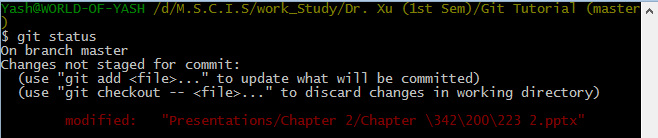 Yash@WORLD-OF-YASH /d/M.S.C.I.S/work_Study/Dr. Xu (1st Sem)/Git Tutorial (master
)
$ git status
On branch master
Changes not staged for commit:
  (use "git add <file>..." to update what will be committed)
  (use "git checkout -- <file>..." to discard changes in working directory)
        modified:   "Presentations/Chapter 2/Chapter \342\200\223 2.pptx"